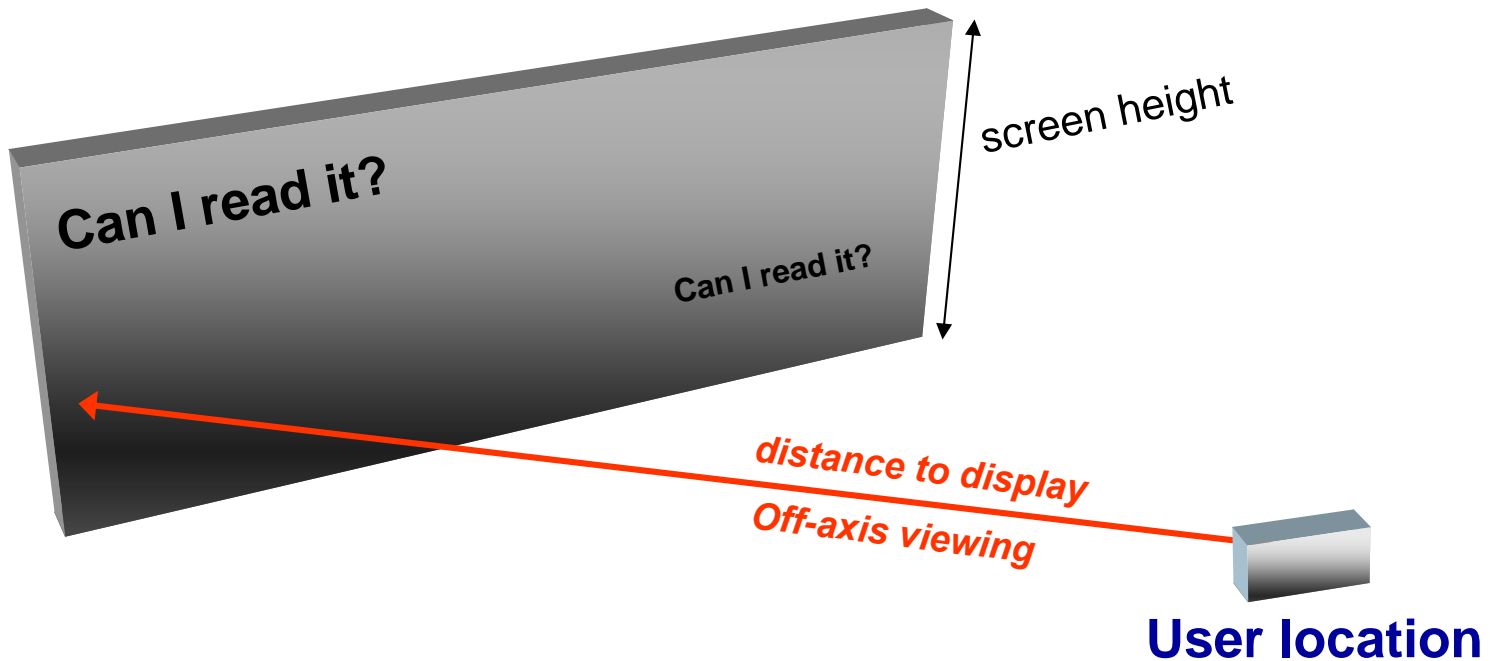 screen height
Can I read it?
Can I read it?
distance to display
Off-axis viewing
User location